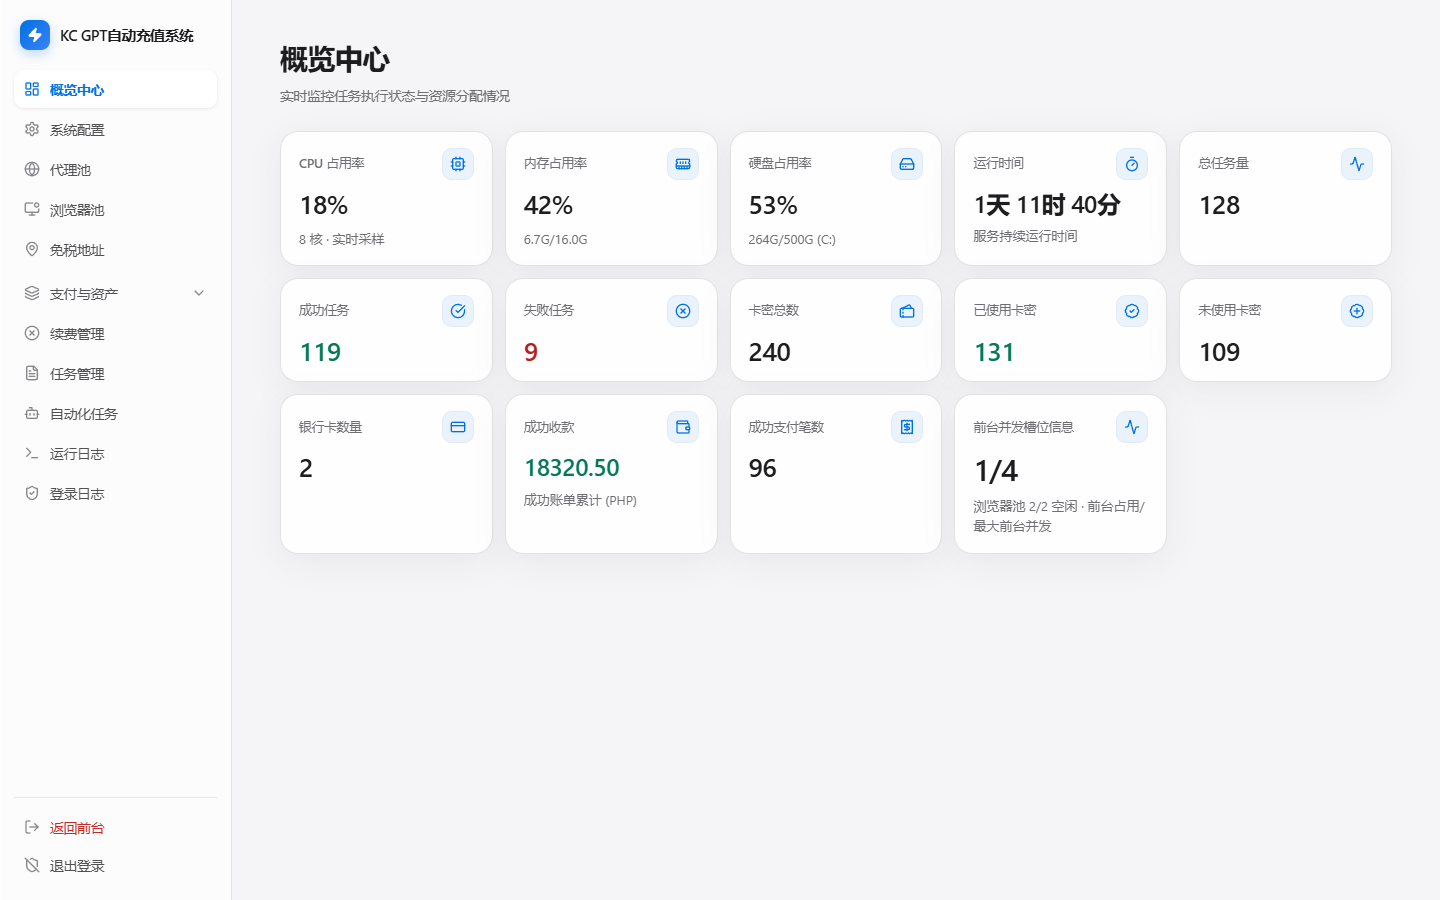 KC GPT自动充值系统
概览中心
系统配置
代理池
浏览器池
免税地址
支付与资产
续费管理
任务管理
自动化任务
运行日志
登录日志
返回前台
退出登录
概览中心
实时监控任务执行状态与资源分配情况
CPU 占用率
18%
8 核 · 实时采样
内存占用率
42%
6.7G/16.0G
硬盘占用率
53%
264G/500G (C:)
运行时间
1天 11时 40分
服务持续运行时间
总任务量
128
成功任务
119
失败任务
9
卡密总数
240
已使用卡密
131
未使用卡密
109
银行卡数量
2
成功收款
18320.50
成功账单累计 (PHP)
成功支付笔数
96
前台并发槽位信息
1/4
浏览器池 2/2 空闲 · 前台占用/
最大前台并发